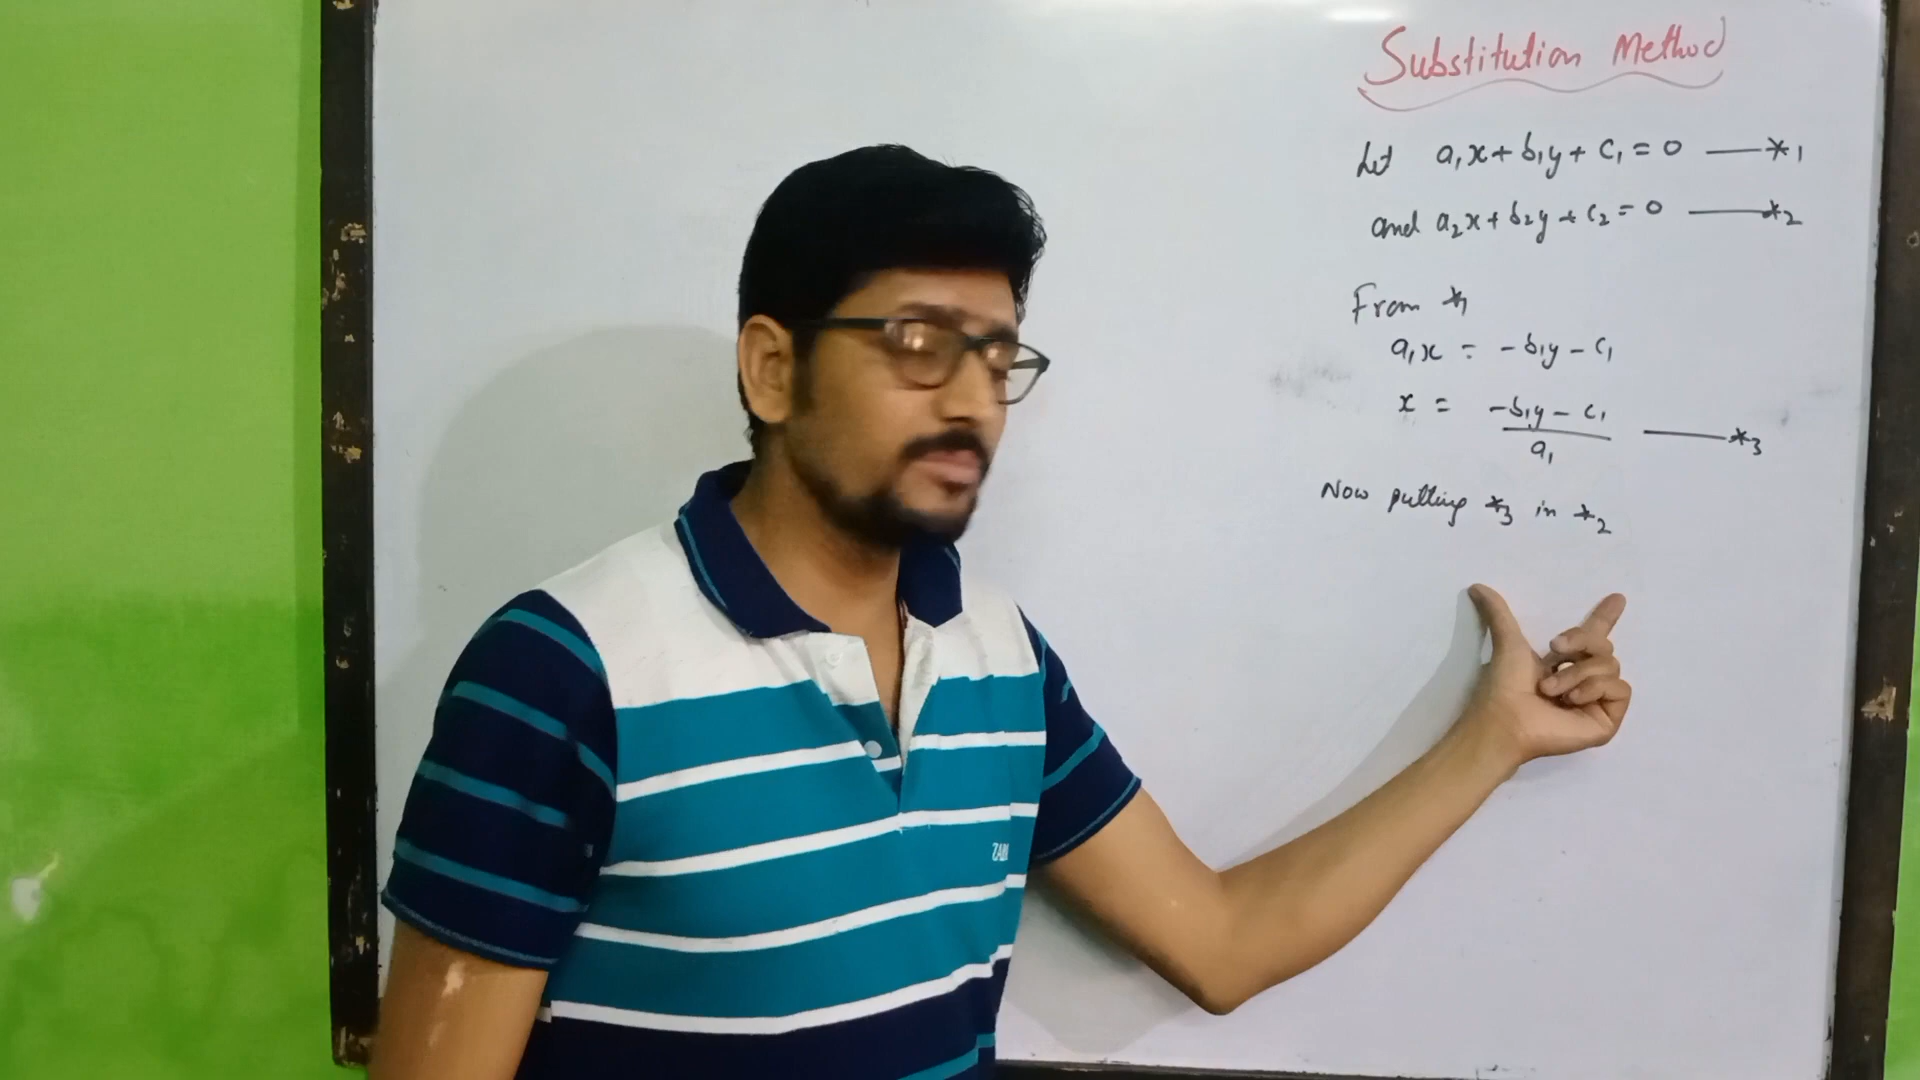 Substitution Method
Let a₁x + b₁y + c₁ = 0 —— *₁
and a₂x + b₂y + c₂ = 0 —— *₂
From *₁
a₁x = - b₁y - c₁
x = -b₁y - c₁ / a₁ —— *₃
Now putting *₃ in *₂